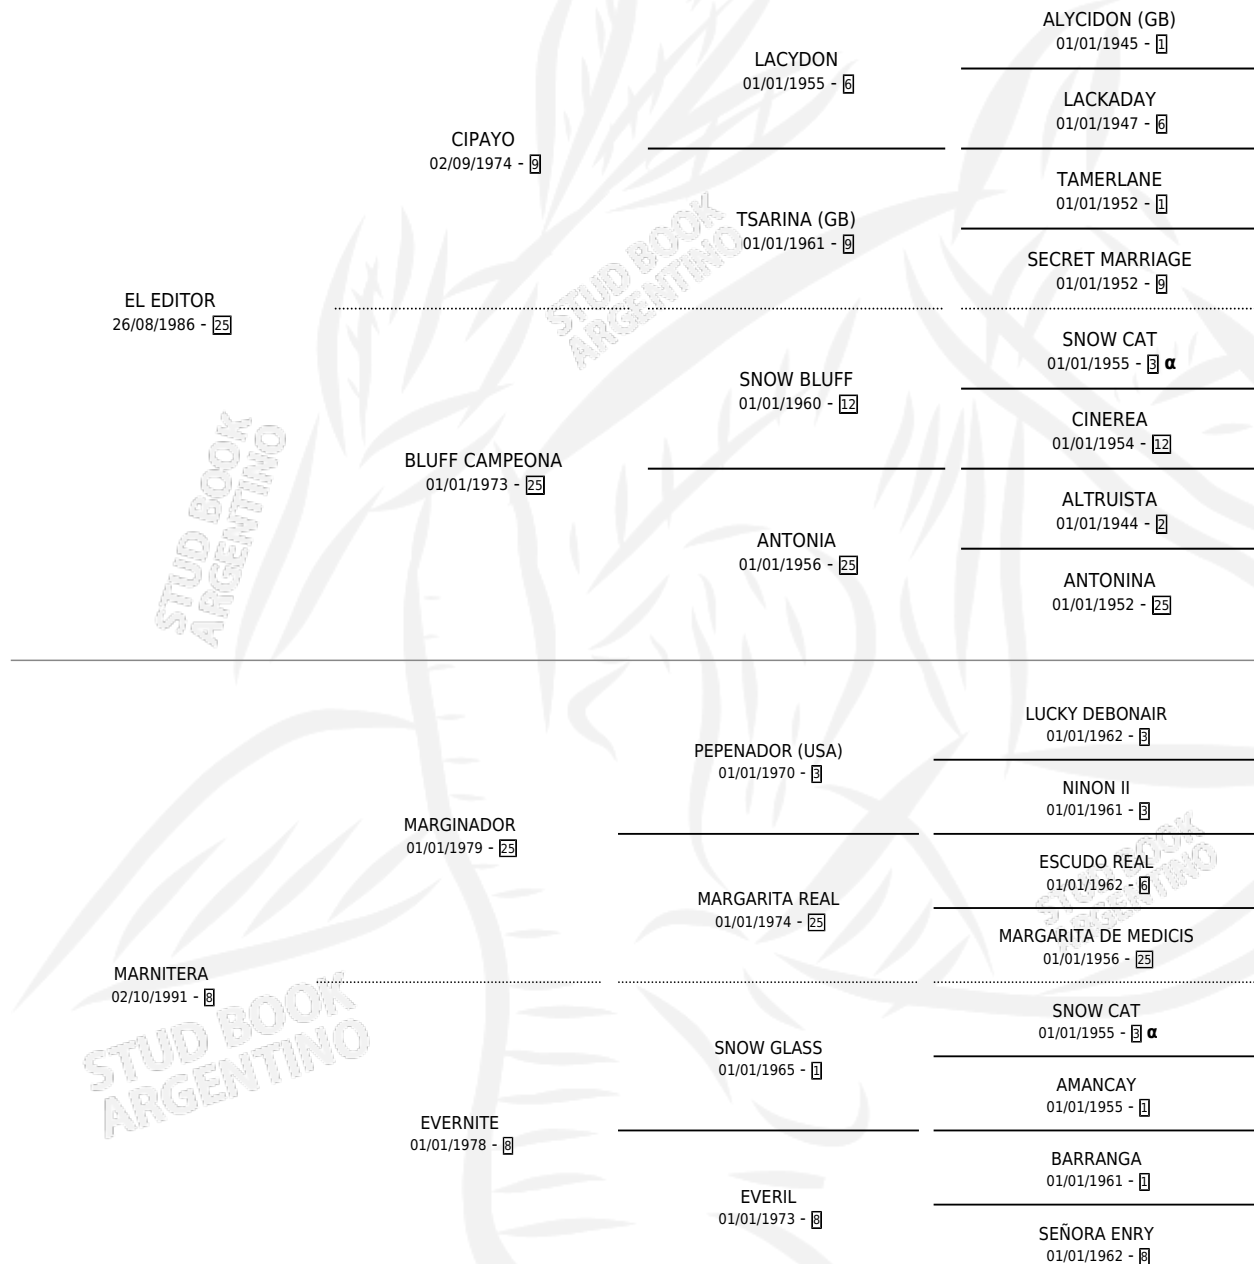 ALYCIDON (GB)
01/01/1945 - 1
LACYDON
01/01/1955 - 6
LACKADAY
01/01/1947 - 6
CIPAYO
02/09/1974 - 9
TAMERLANE
01/01/1952 - 1
TSARINA (GB)
01/01/1961 - 9
SECRET MARRIAGE
01/01/1952 - 9
STUD BOOK
ARGENTINO
EL EDITOR
26/08/1986 - 25
SNOW CAT
01/01/1955 - 3 α
SNOW BLUFF
01/01/1960 - 12
CINEREA
01/01/1954 - 12
BLUFF CAMPEONA
01/01/1973 - 25
ALTRUISTA
01/01/1944 - 2
ANTONIA
01/01/1956 - 25
ANTONINA
01/01/1952 - 25
STUD BOOK
ARGENTINO
LUCKY DEBONAIR
01/01/1962 - 3
PEPENADOR (USA)
01/01/1970 - 3
NINON II
01/01/1961 - 3
MARGINADOR
01/01/1979 - 25
ESCUDO REAL
01/01/1962 - 6
MARGARITA REAL
01/01/1974 - 25
MARGARITA DE MEDICIS
01/01/1956 - 25
STUD BOOK
ARGENTINO
MARNITERA
02/10/1991 - 8
SNOW CAT
01/01/1955 - 3 α
SNOW GLASS
01/01/1965 - 1
AMANCAY
01/01/1955 - 1
EVERNITE
01/01/1978 - 8
BARRANGA
01/01/1961 - 1
EVERIL
01/01/1973 - 8
SEÑORA ENRY
01/01/1962 - 8
STUD BOOK
ARGENTINO